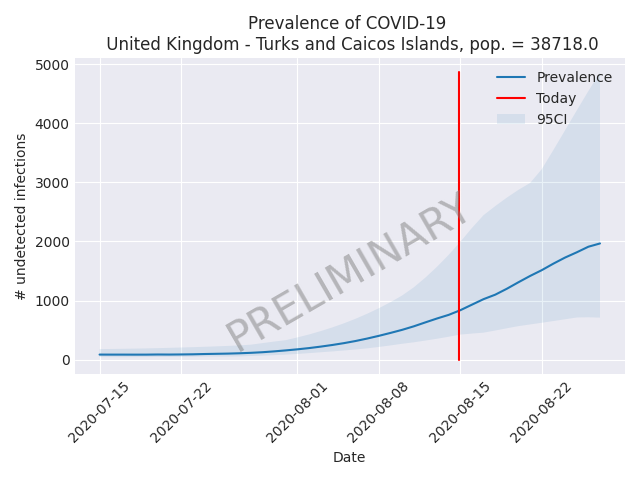 Prevalence of COVID-19
United Kingdom - Turks and Caicos Islands, pop. = 38718.0
# undetected infections
5000
4000
3000
2000
1000
0
Prevalence
Today
95CI
PRELIMINARY
2020-07-15
2020-07-22
2020-08-01
2020-08-08
2020-08-15
2020-08-22
Date